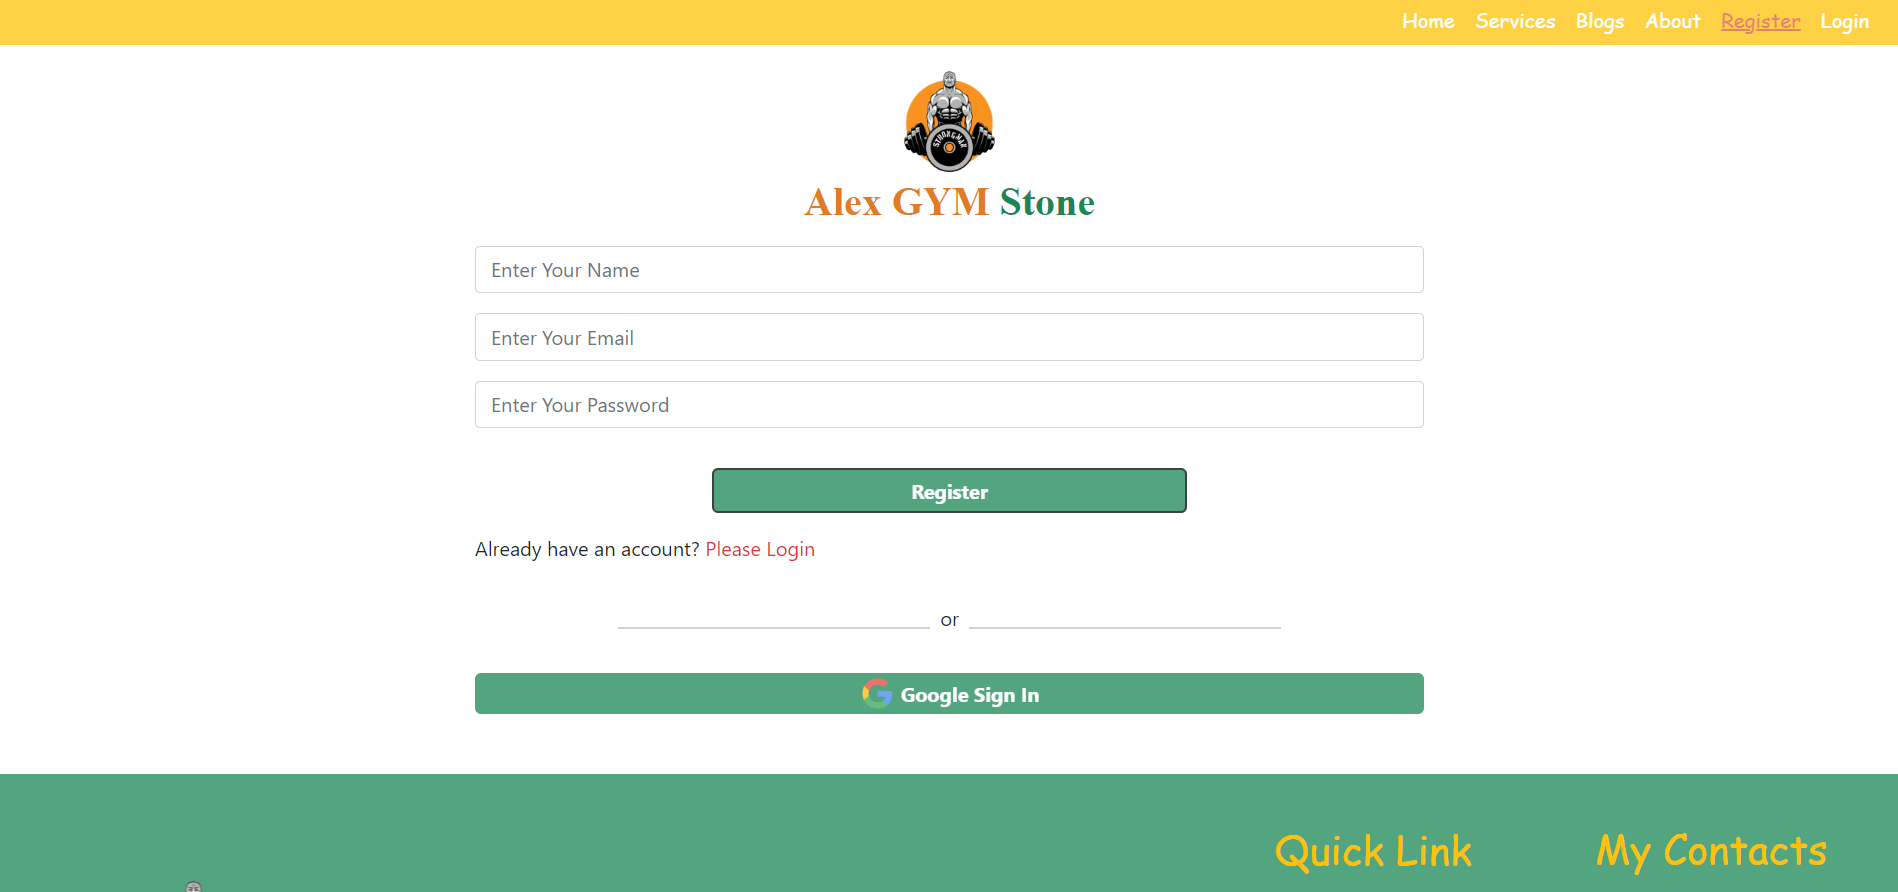 Home Services Blogs About Register Login
STRONGMAN
Alex GYM Stone
Enter Your Name
Enter Your Email
Enter Your Password
Register
Already have an account? Please Login
or
Google Sign In
Quick Link My Contacts